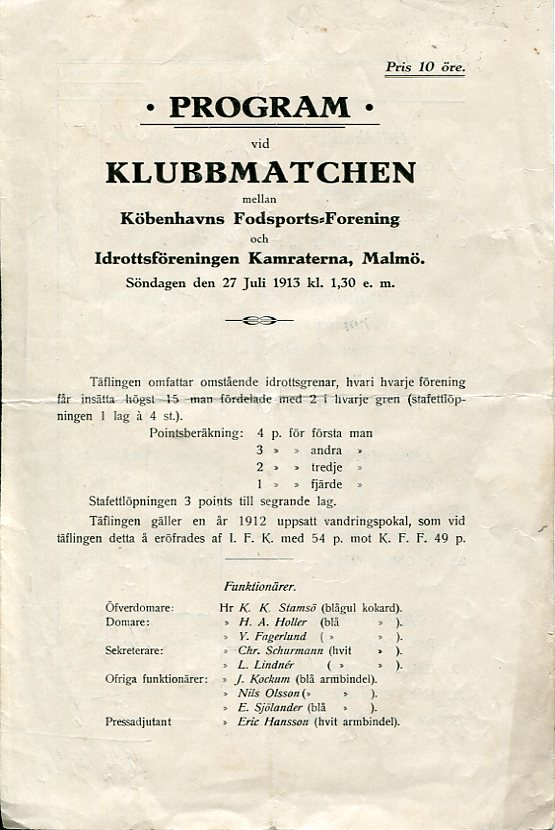 Pris 10 öre.
• PROGRAM •
vid
KLUBBMATCHEN
mellan
Köbenhavns Fodsports-Forening
och
Idrottsföreningen Kamraterna, Malmö.
Söndagen den 27 Juli 1913 kl. 1,30 e. m.
Täflingen omfattar omstående idrottsgrenar, hvari hvarje förening
får insätta högst 15 man fördelade med 2 i hvarje gren (stafettlöp-
ningen 1 lag à 4 st.).
Pointsberäkning: 4 p. för första man
3 » » andra »
2 » » tredje »
1 » » fjärde »
Stafettlöpningen 3 points till segrande lag.
Täflingen gäller en år 1912 uppsatt vandringspokal, som vid
täflingen detta å eröfrades af I. F. K. med 54 p. mot K. F. F. 49 p.
Funktionärer.
Öfverdomare: Hr K. K. Stamsö (blågul kokard).
Domare: » H. A. Holler (blå » ).
» Y. Fagerlund ( » » ).
Sekreterare: » Chr. Schurmann (hvit » ).
» L. Lindnér ( » » ).
Ofriga funktionärer: » J. Kockum (blå armbindel).
» Nils Olsson (» » ).
» E. Sjölander (blå » ).
Pressadjutant » Eric Hansson (hvit armbindel).